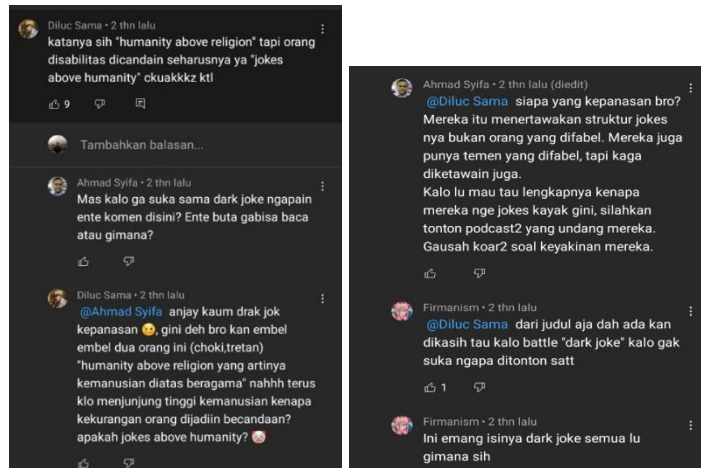 Diluc Sama • 2 thn lalu
katanya sih "humanity above religion" tapi orang
disabilitas dicandain seharusnya ya "jokes
above humanity" ckuakkkz ktl
9
Tambahkan balasan...
Ahmad Syifa • 2 thn lalu
Mas kalo ga suka sama dark joke ngapain
ente komen disini? Ente buta gabisa baca
atau gimana?
Diluc Sama • 2 thn lalu
@Ahmad Syifa anjay kaum drak jok
kepanasan 😃, gini deh bro kan embel
embel dua orang ini (choki,tretan)
"humanity above religion yang artinya
kemanusian diatas beragama" nahhh terus
klo menjunjung tinggi kemanusian kenapa
kekurangan orang dijadiin becandaan?
apakah jokes above humanity? 🤡
Ahmad Syifa • 2 thn lalu (diedit)
@Diluc Sama siapa yang kepanasan bro?
Mereka itu menertawakan struktur jokes
nya bukan orang yang difabel. Mereka juga
punya temen yang difabel, tapi kaga
diketawain juga.
Kalo lu mau tau lengkapnya kenapa
mereka nge jokes kayak gini, silahkan
tonton podcast2 yang undang mereka.
Gausah koar2 soal keyakinan mereka.
Firmanism • 2 thn lalu
@Diluc Sama dari judul aja dah ada kan
dikasih tau kalo battle "dark joke" kalo gak
suka ngapa ditonton satt
1
Firmanism • 2 thn lalu
Ini emang isinya dark joke semua lu
gimana sih